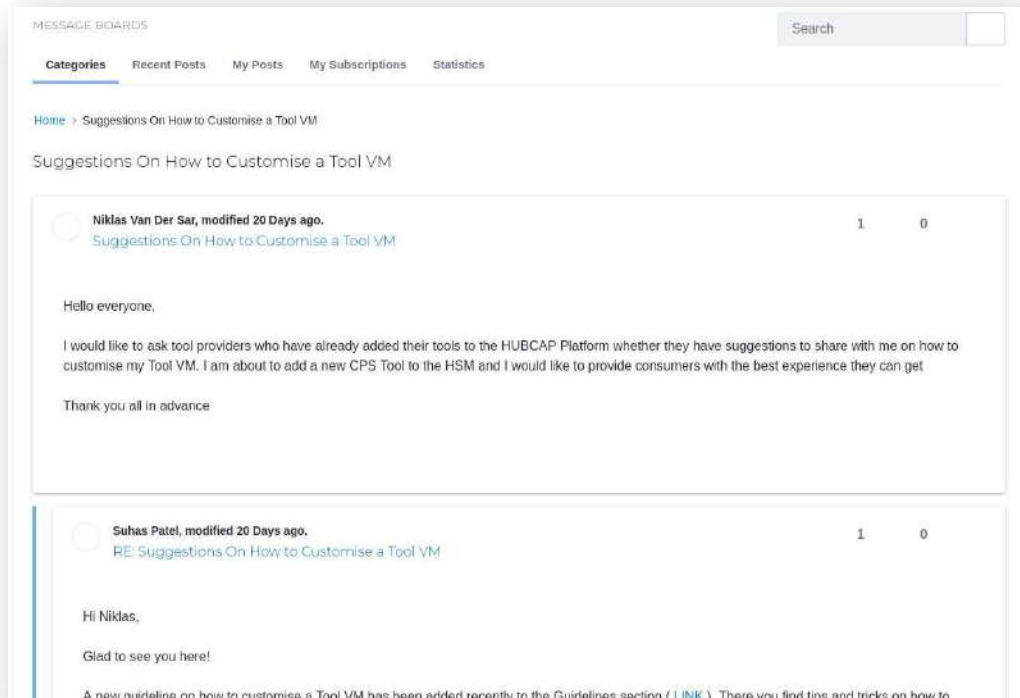 MESSAGE BOARDS
Search
Categories Recent Posts My Posts My Subscriptions Statistics
Home > Suggestions On How to Customise a Tool VM
Suggestions On How to Customise a Tool VM
Niklas Van Der Sar, modified 20 Days ago.
1 0
Suggestions On How to Customise a Tool VM
Hello everyone,
I would like to ask tool providers who have already added their tools to the HUBCAP Platform whether they have suggestions to share with me on how to
customise my Tool VM. I am about to add a new CPS Tool to the HSM and I would like to provide consumers with the best experience they can get
Thank you all in advance
Suhas Patel, modified 20 Days ago.
1 0
RE: Suggestions On How to Customise a Tool VM
Hi Niklas,
Glad to see you here!
A new guideline on how to customise a Tool VM has been added recently to the Guidelines section ( LINK ). There you find tips and tricks on how to